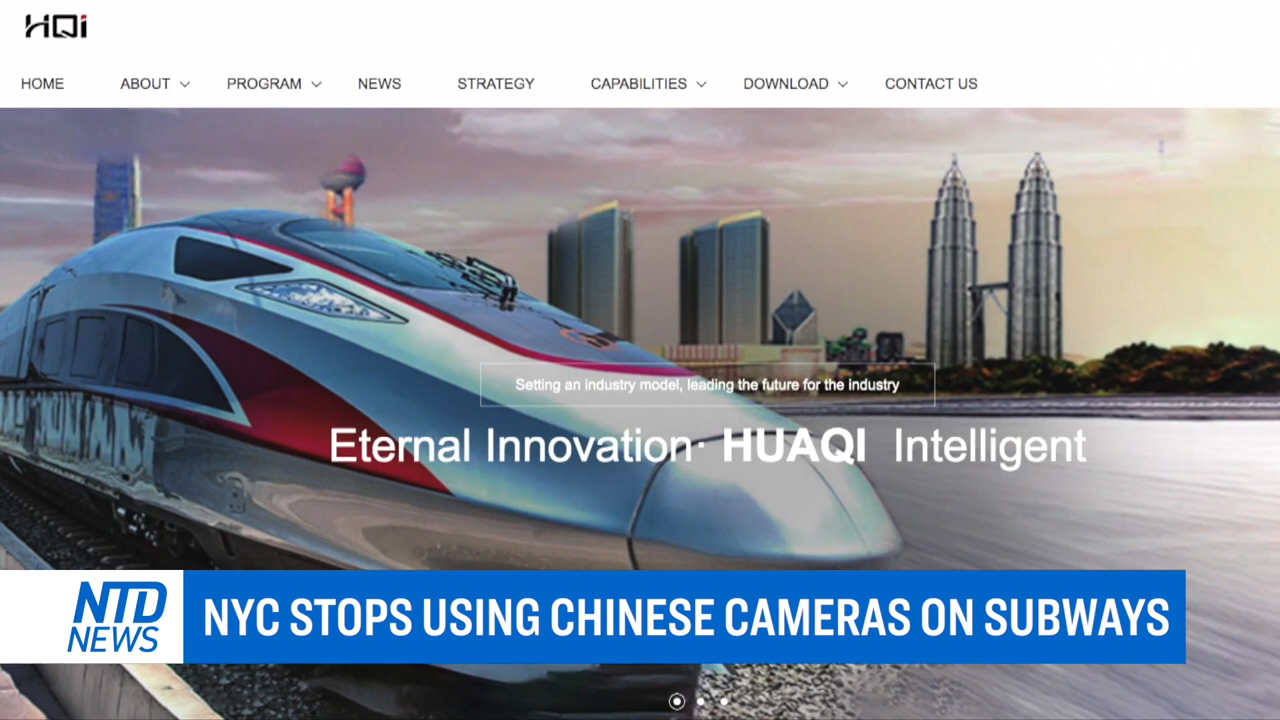 HQi
HOME ABOUT PROGRAM NEWS STRATEGY CAPABILITIES DOWNLOAD CONTACT US
Setting an industry model, leading the future for the industry
Eternal Innovation· HUAQI Intelligent
NTD NEWS
NYC STOPS USING CHINESE CAMERAS ON SUBWAYS